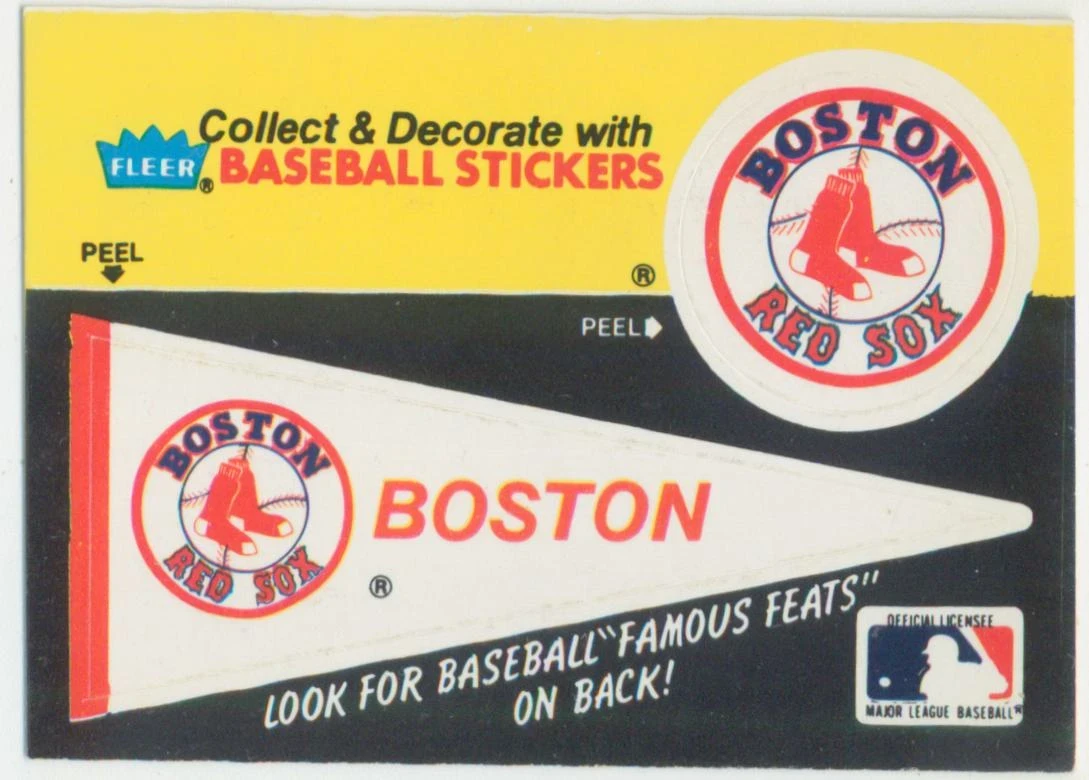 Collect & Decorate with
FLEER® BASEBALL STICKERS
PEEL
®
PEEL
BOSTON
RED SOX
BOSTON
RED SOX
BOSTON
®
LOOK FOR BASEBALL "FAMOUS FEATS"
ON BACK!
OFFICIAL LICENSEE
MAJOR LEAGUE BASEBALL®